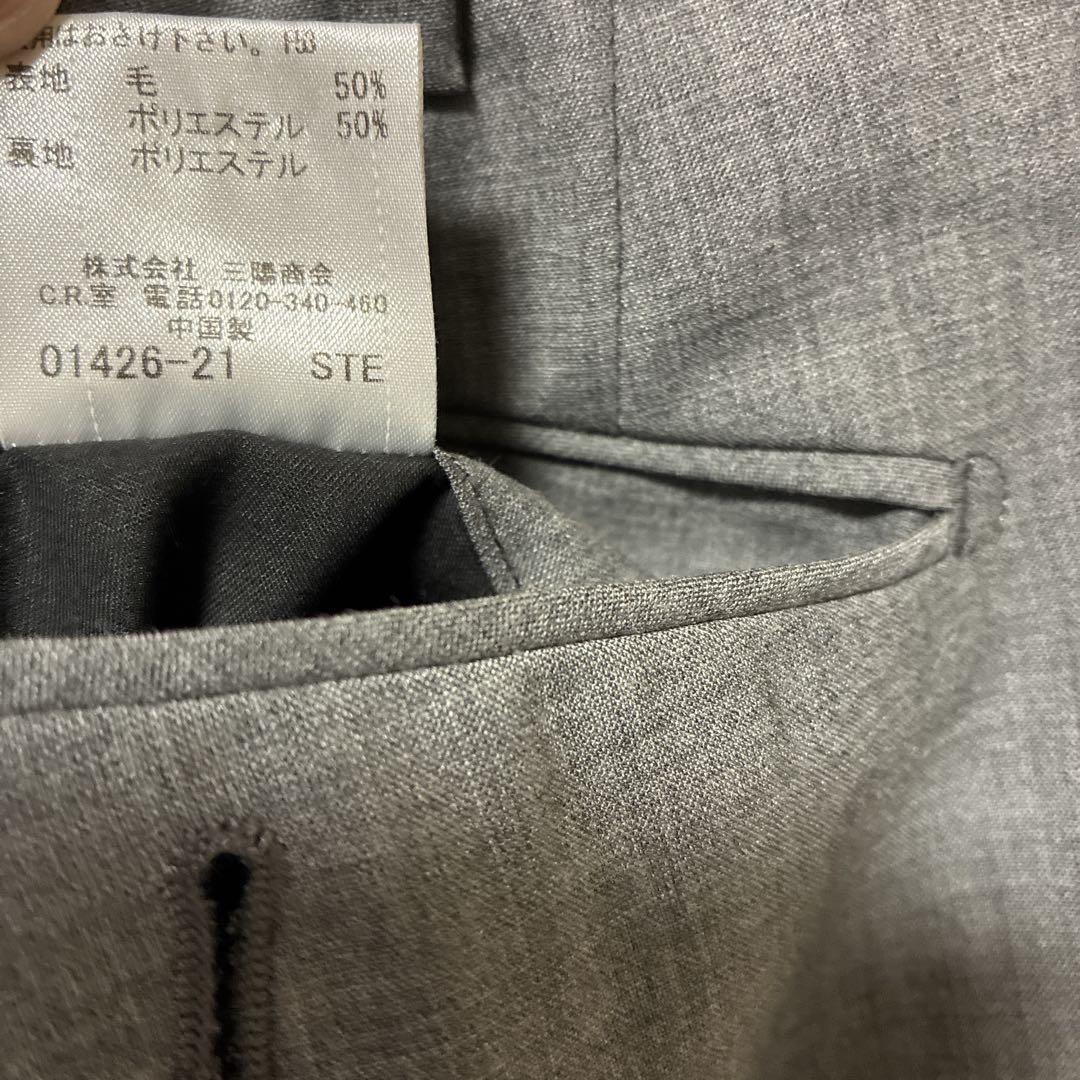 用はおさけ下さい。 F53
表地 毛 50%
ポリエステル 50%
裏地 ポリエステル
株式会社 三陽商会
C.R.室 電話0120-340-460
中国製
01426-21 STE